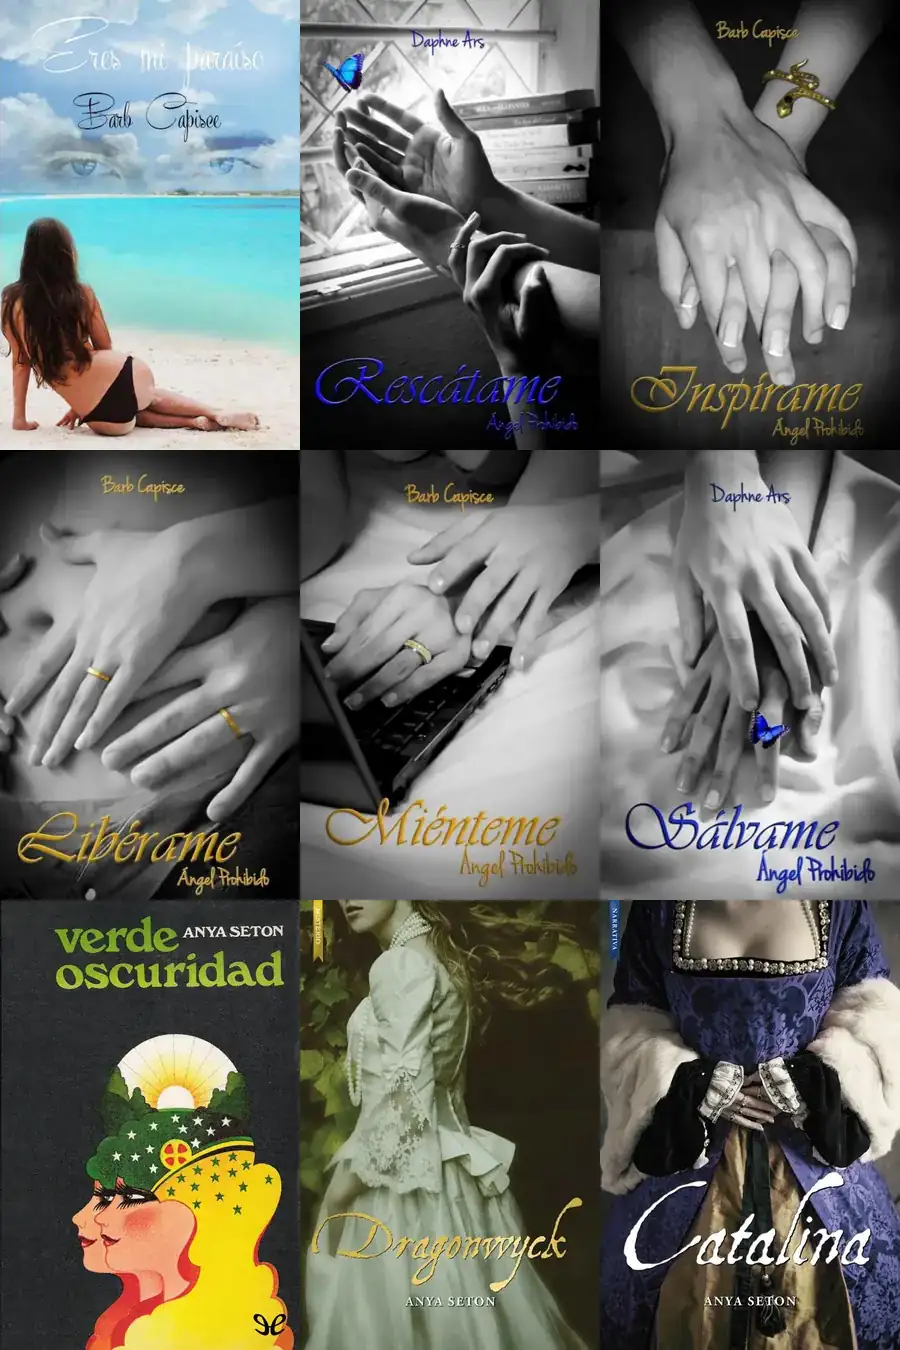 Eres mi paraíso
Barb Capisce
Daphne Ars
Rescátame
Ángel Prohibido
Barb Capisce
Inspírame
Ángel Prohibido
Barb Capisce
Libérame
Ángel Prohibido
Barb Capisce
Miénteme
Ángel Prohibido
Daphne Ars
Sálvame
Ángel Prohibido
verde ANYA SETON
oscuridad
MISTERIO
Dragonwyck
ANYA SETON
NARRATIVA
Catalina
ANYA SETON